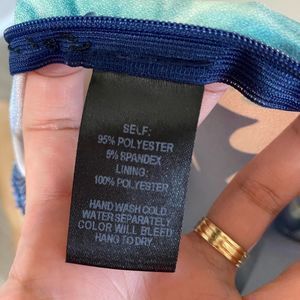 SELF:
95% POLYESTER
5% SPANDEX
LINING:
100% POLYESTER
HAND WASH COLD.
WATER SEPARATELY
COLOR WILL BLEED
HANG TO DRY.